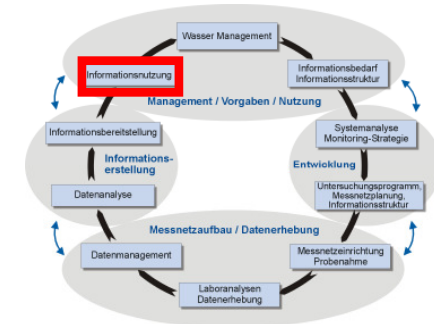 Wasser Management
Informationsnutzung
Informationsbedarf
Informationsstruktur
Management / Vorgaben / Nutzung
Informationsbereitstellung
Systemanalyse
Monitoring-Strategie
Informations-
erstellung
Entwicklung
Datenanalyse
Untersuchungsprogramm,
Messnetzplanung,
Informationsstruktur
Messnetzaufbau / Datenerhebung
Datenmanagement
Messnetzeinrichtung
Probenahme
Laboranalysen
Datenerhebung